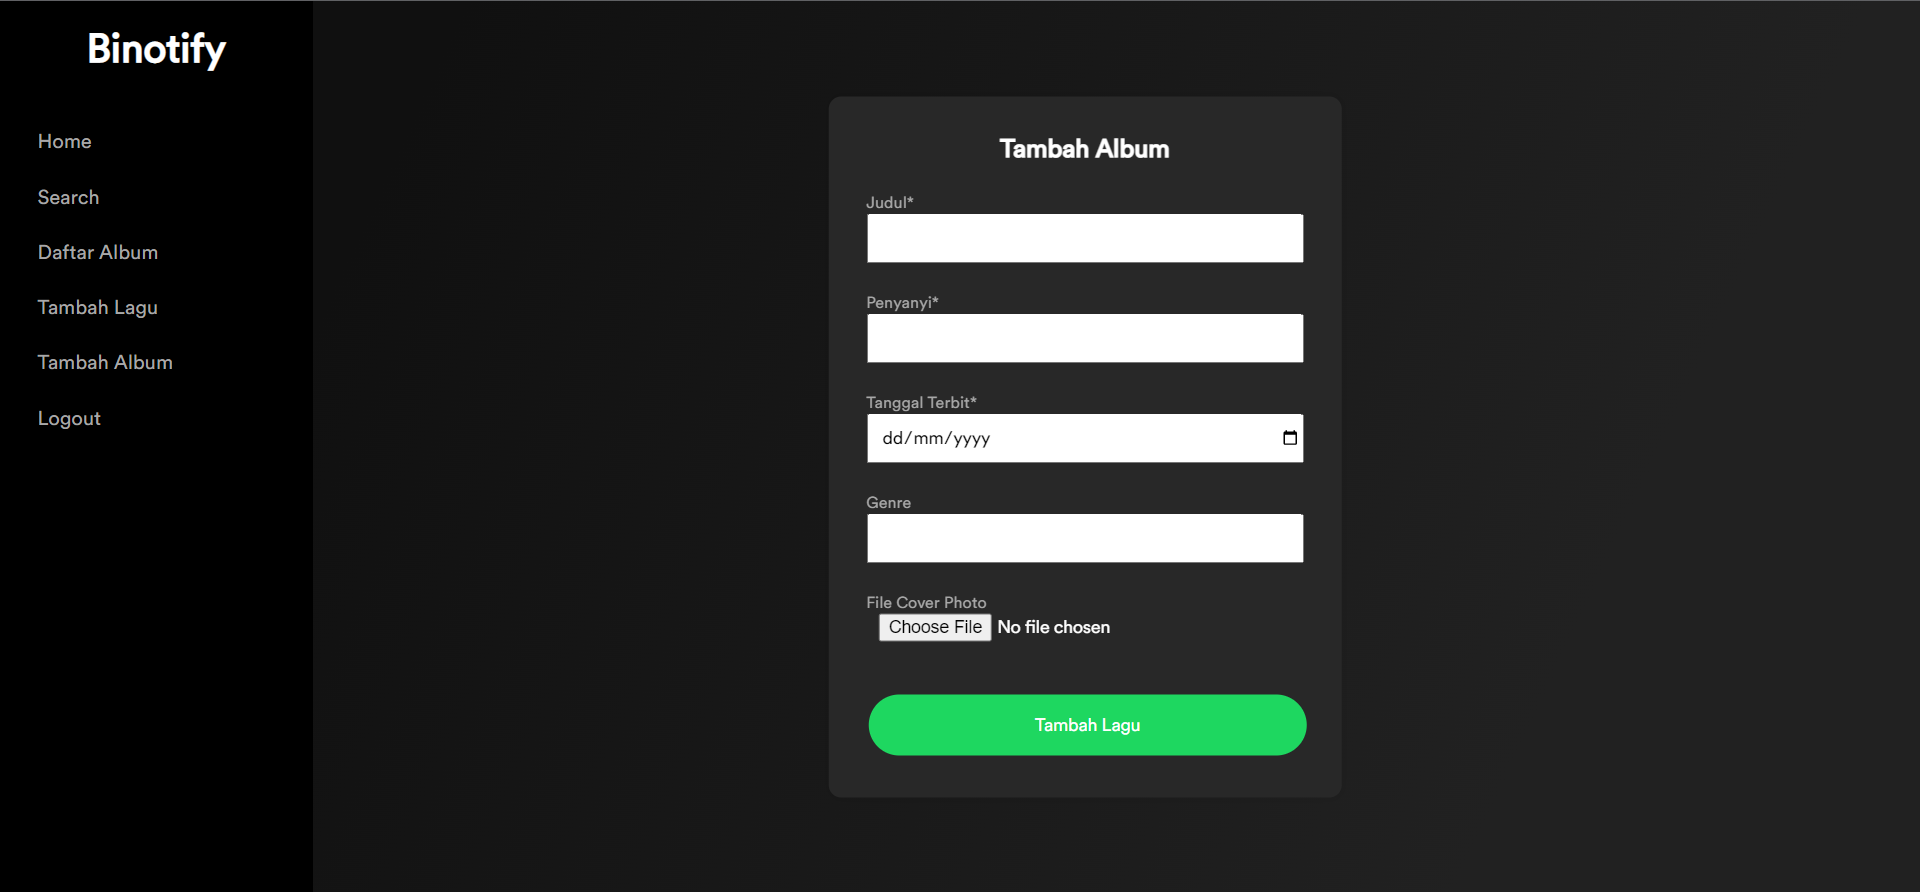 Binotify
Home
Search
Daftar Album
Tambah Lagu
Tambah Album
Logout
Tambah Album
Judul*
Penyanyi*
Tanggal Terbit*
dd/mm/yyyy
Genre
File Cover Photo
Choose File No file chosen
Tambah Lagu